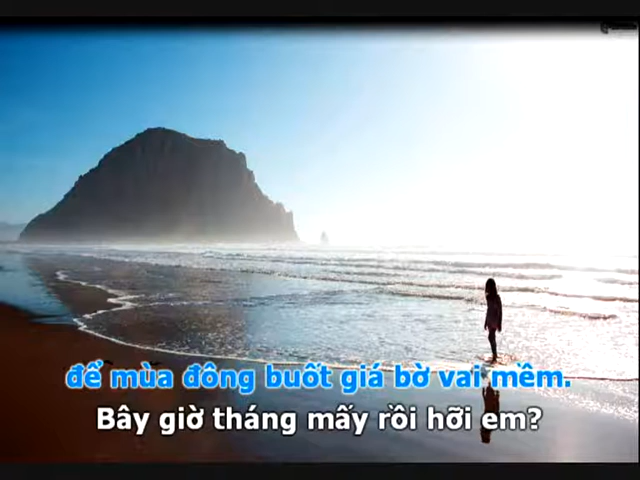 để mùa đông buốt giá bờ vai mềm.
Bây giờ tháng mấy rồi hỡi em?